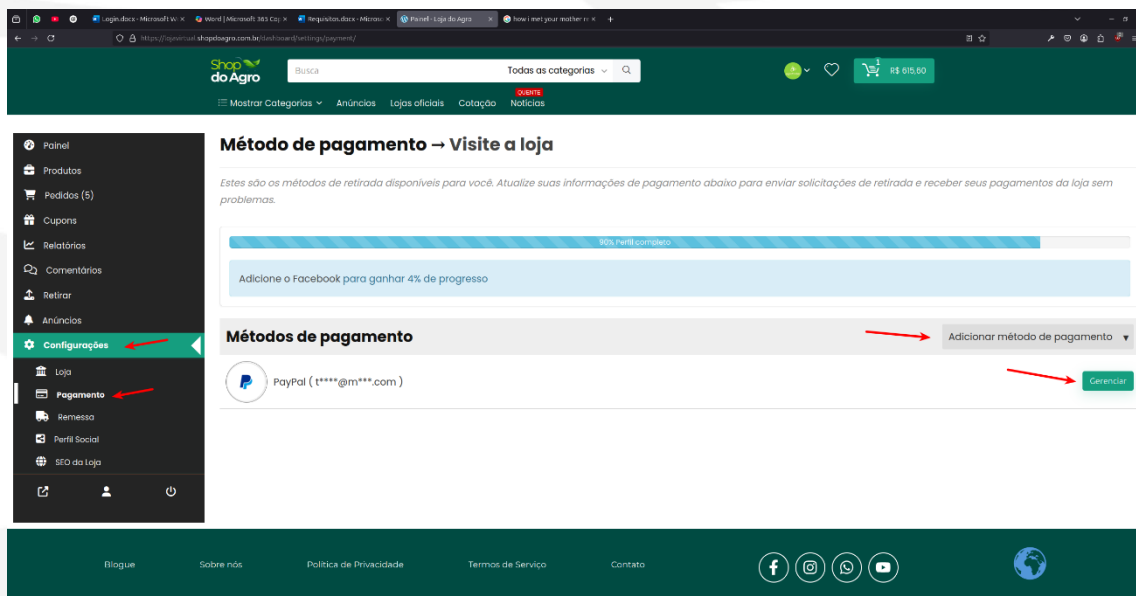 Login.docx - Microsoft W
Word | Microsoft 365 Cop
Requisitos.docx - Micros
Painel - Loja do Agro
how i met your mother
https://lojavirtual.shopdoagro.com.br/dashboard/settings/payment/
Shop
do Agro
Busca
Todas as categorias
1
R$ 615,60
QUENTE
Mostrar Categorias
Anúncios
Lojas oficiais
Cotação
Notícias
Painel
Produtos
Pedidos (5)
Cupons
Relatórios
Comentários
Retirar
Anúncios
Configurações
Loja
Pagamento
Remessa
Perfil Social
SEO da Loja
Método de pagamento → Visite a loja
Estes são os métodos de retirada disponíveis para você. Atualize suas informações de pagamento abaixo para enviar solicitações de retirada e receber seus pagamentos da loja sem
problemas.
90% Perfil completo
Adicione o Facebook para ganhar 4% de progresso
Métodos de pagamento
Adicionar método de pagamento
PayPal ( t****@m***.com )
Gerenciar
Blogue
Sobre nós
Política de Privacidade
Termos de Serviço
Contato